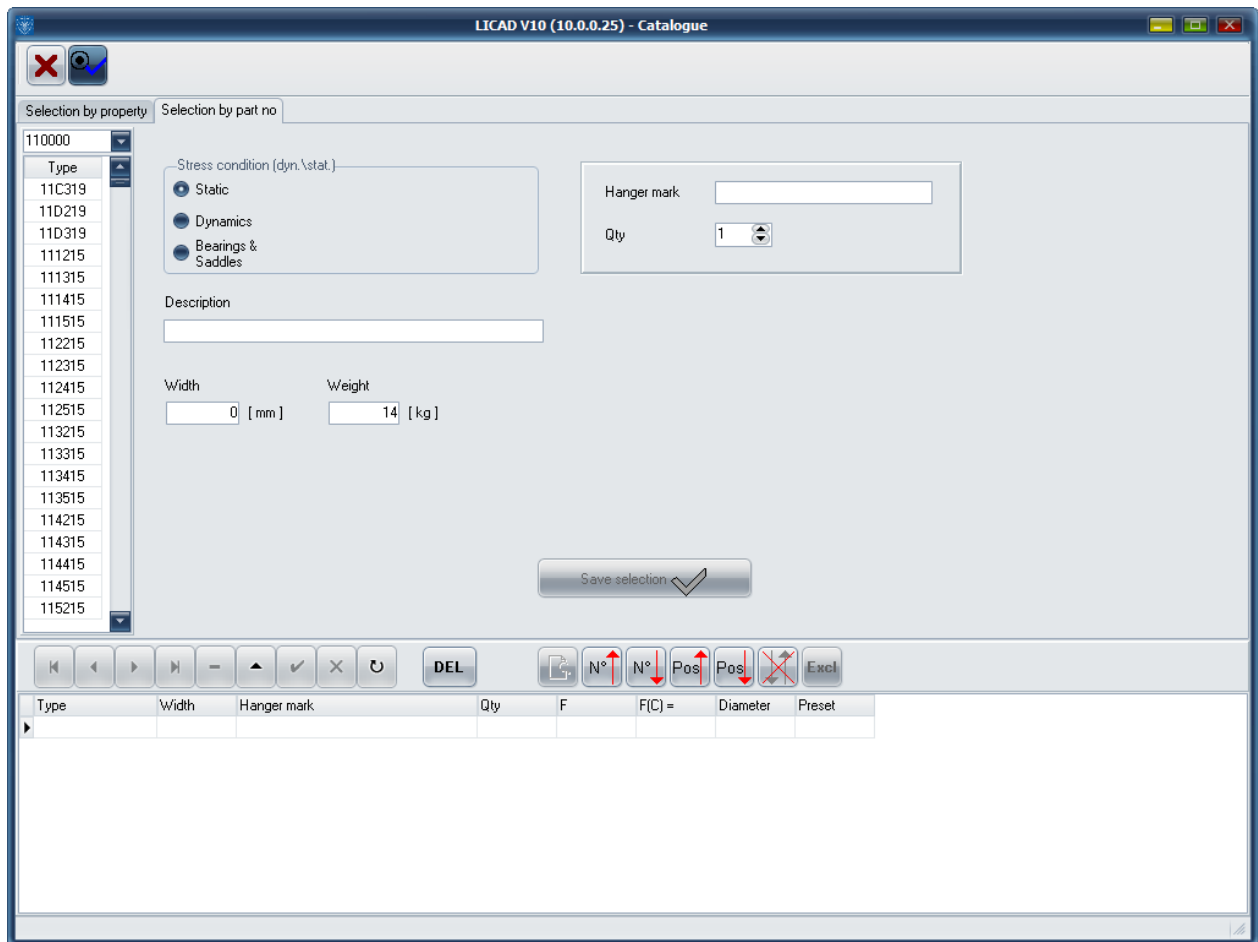 LICAD V10 (10.0.0.25) - Catalogue
Selection by property
Selection by part no
110000
Type
11C319
11D219
11D319
111215
111315
111415
111515
112215
112315
112415
112515
113215
113315
113415
113515
114215
114315
114415
114515
115215
Stress condition (dyn.\stat.)
Static
Dynamics
Bearings &
Saddles
Hanger mark
Qty 1
Description
Width Weight
0 [ mm ] 14 [ kg ]
Save selection
DEL N° N° Pos Pos Excl
Type Width Hanger mark Qty F F(C) = Diameter Preset